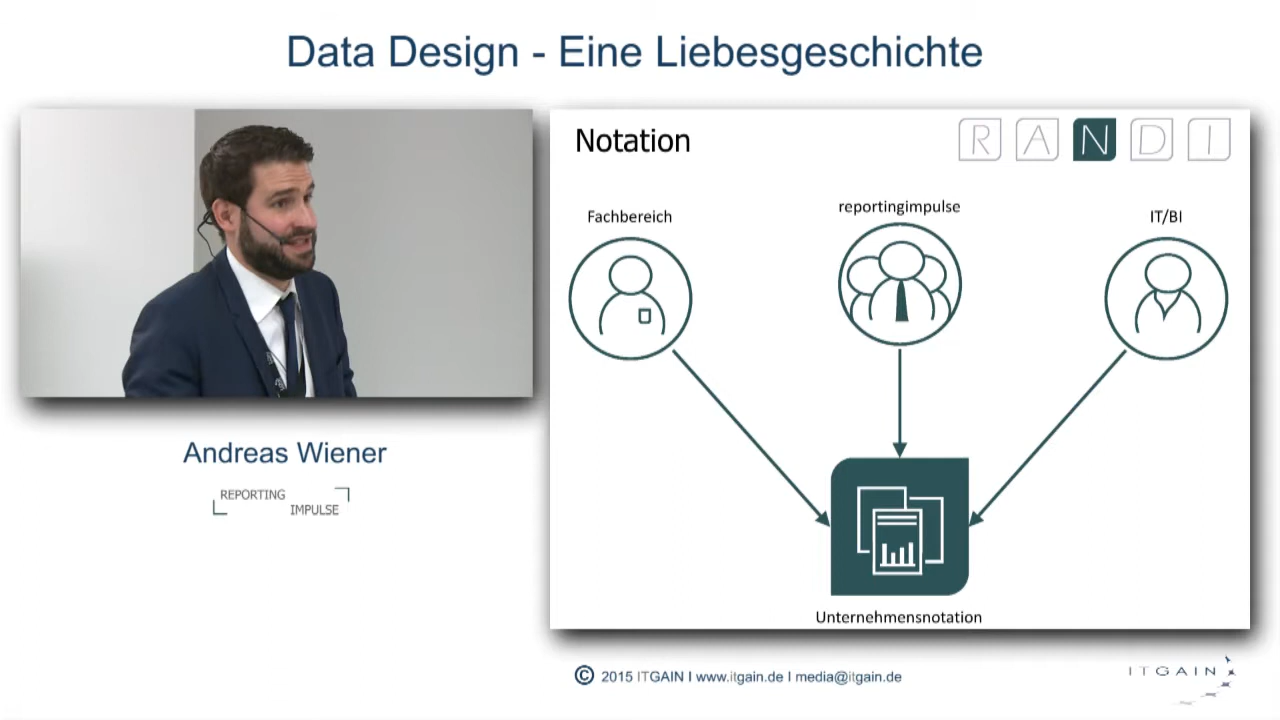 Data Design - Eine Liebesgeschichte
Notation
R A N D I
Fachbereich
reportingimpulse
IT/BI
Unternehmensnotation
Andreas Wiener
REPORTING
IMPULSE
© 2015 ITGAIN I www.itgain.de I media@itgain.de
ITGAIN